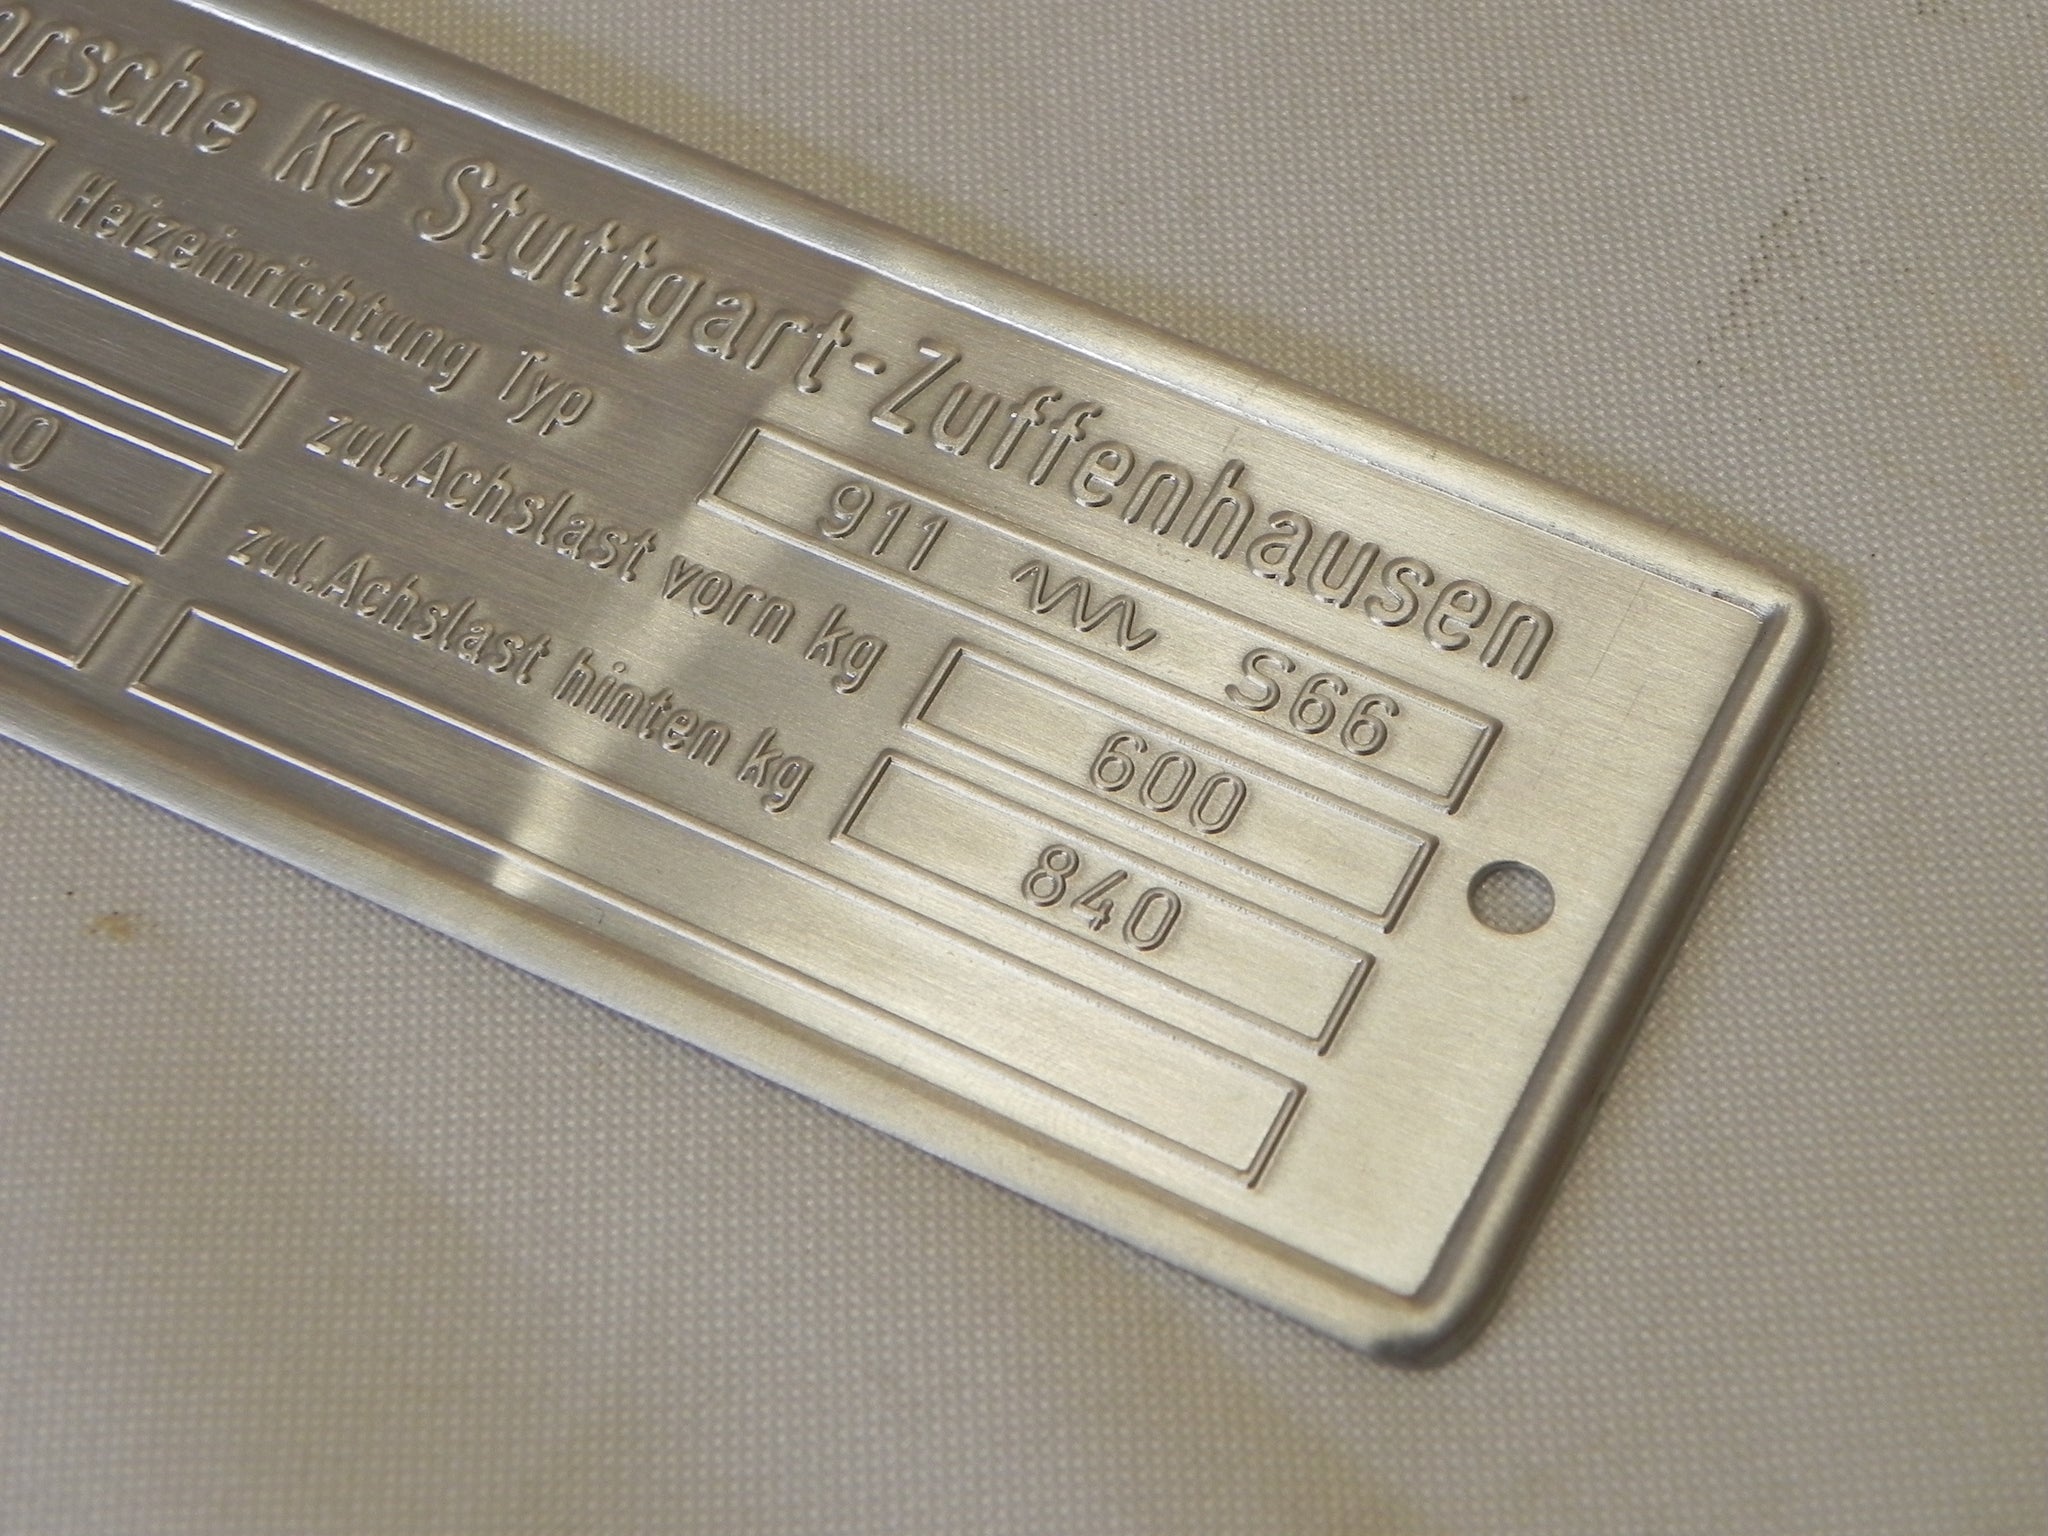 orsche KG Stuttgart-Zuffenhausen
Heizeinrichtung Typ 911 S66
zul.Achslast vorn kg 600
zul.Achslast hinten kg 840